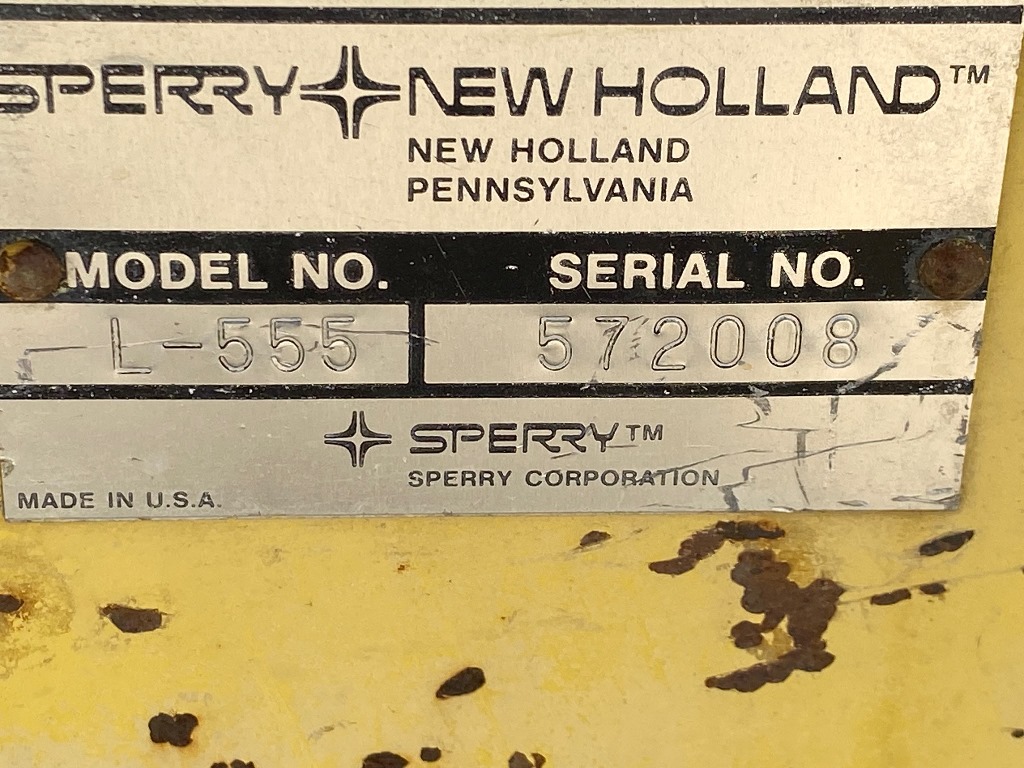 SPERRY NEW HOLLAND™
NEW HOLLAND
PENNSYLVANIA
MODEL NO. SERIAL NO.
L-555 572008
SPERRY™
SPERRY CORPORATION
MADE IN U.S.A.